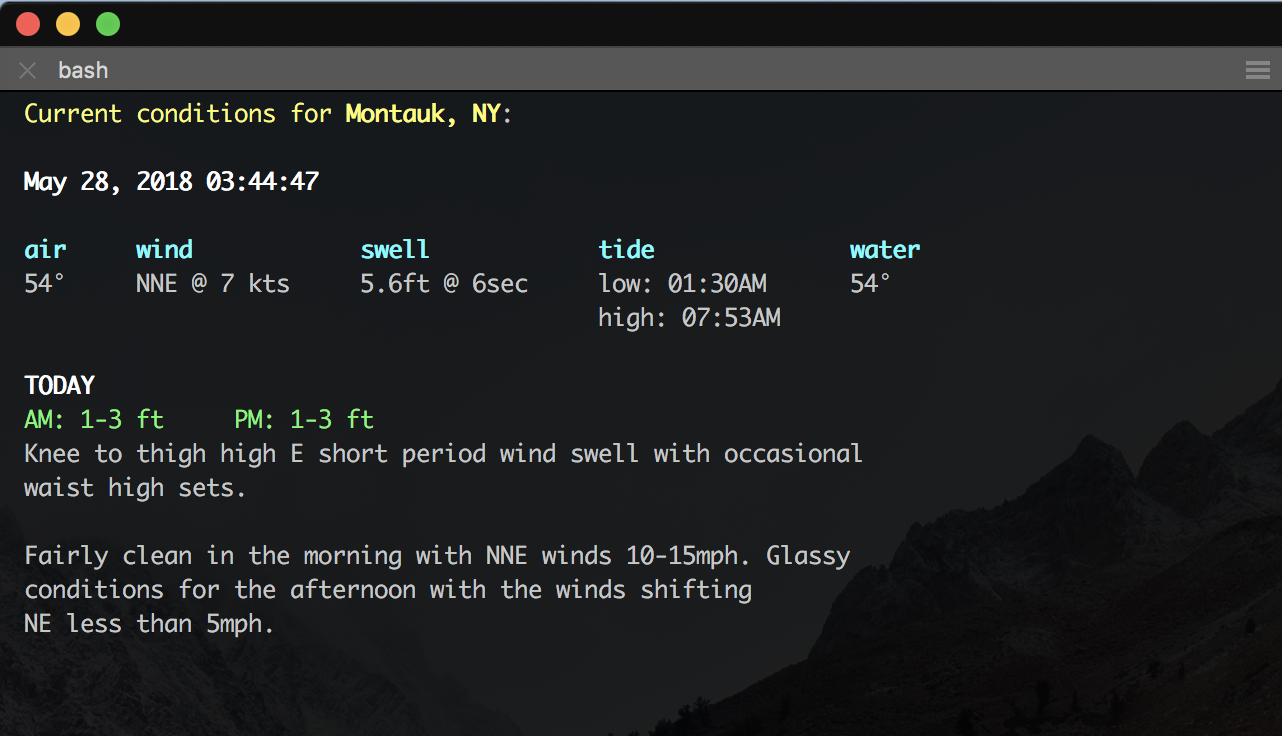 bash
Current conditions for Montauk, NY:
May 28, 2018 03:44:47
air wind swell tide water
54° NNE @ 7 kts 5.6ft @ 6sec low: 01:30AM 54°
high: 07:53AM
TODAY
AM: 1-3 ft PM: 1-3 ft
Knee to thigh high E short period wind swell with occasional
waist high sets.
Fairly clean in the morning with NNE winds 10-15mph. Glassy
conditions for the afternoon with the winds shifting
NE less than 5mph.